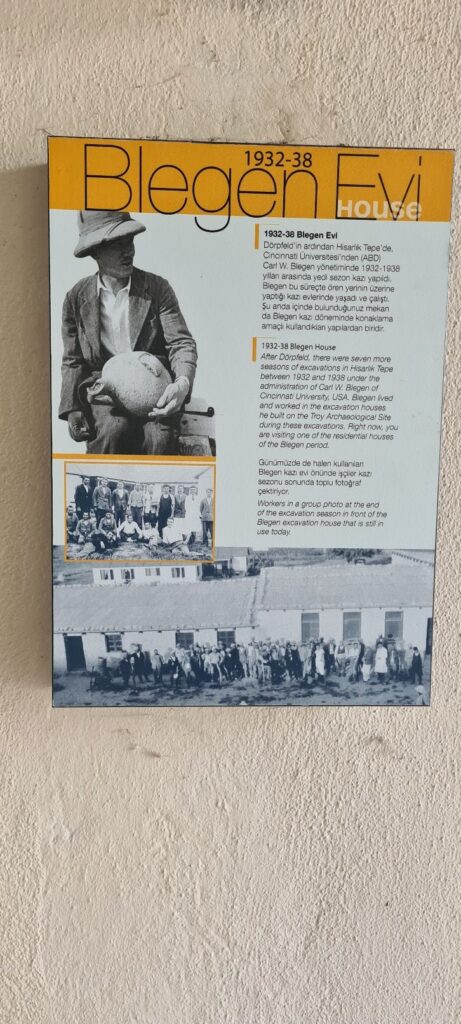 1932-38
Blegen Evi
House
1932-38 Blegen Evi
Dörpfeld'in ardından Hisarlık Tepe'de,
Cincinnati Üniversitesi'nden (ABD)
Carl W. Blegen yönetiminde 1932-1938
yılları arasında yedi sezon kazı yapıldı.
Blegen bu süreçte ören yerinin üzerine
yaptığı kazı evlerinde yaşadı ve çalıştı.
Şu anda içinde bulunduğunuz mekan
da Blegen kazı döneminde konaklama
amaçlı kullandıkları yapılardan biridir.
1932-38 Blegen House
After Dörpfeld, there were seven more
seasons of excavations in Hisarlik Tepe
between 1932 and 1938 under the
administration of Carl W. Blegen of
Cincinnati University, USA. Blegen lived
and worked in the excavation houses
he built on the Troy Archaeological Site
during these excavations. Right now, you
are visiting one of the residential houses
of the Blegen period.
Günümüzde de halen kullanılan
Blegen kazı evi önünde işçiler kazı
sezonu sonunda toplu fotoğraf
çektiriyor.
Workers in a group photo at the end
of the excavation season in front of the
Blegen excavation house that is still in
use today.